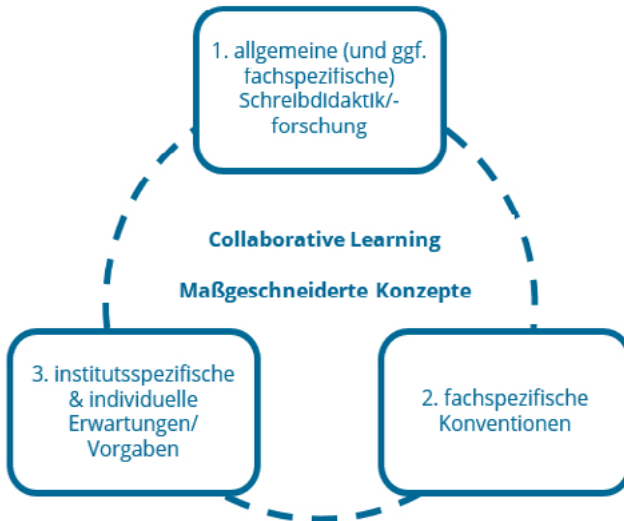 1. allgemeine (und ggf.
fachspezifische)
Schreibdidaktik/-
forschung
Collaborative Learning
Maßgeschneiderte Konzepte
3. institutsspezifische
& individuelle
Erwartungen/
Vorgaben
2. fachspezifische
Konventionen